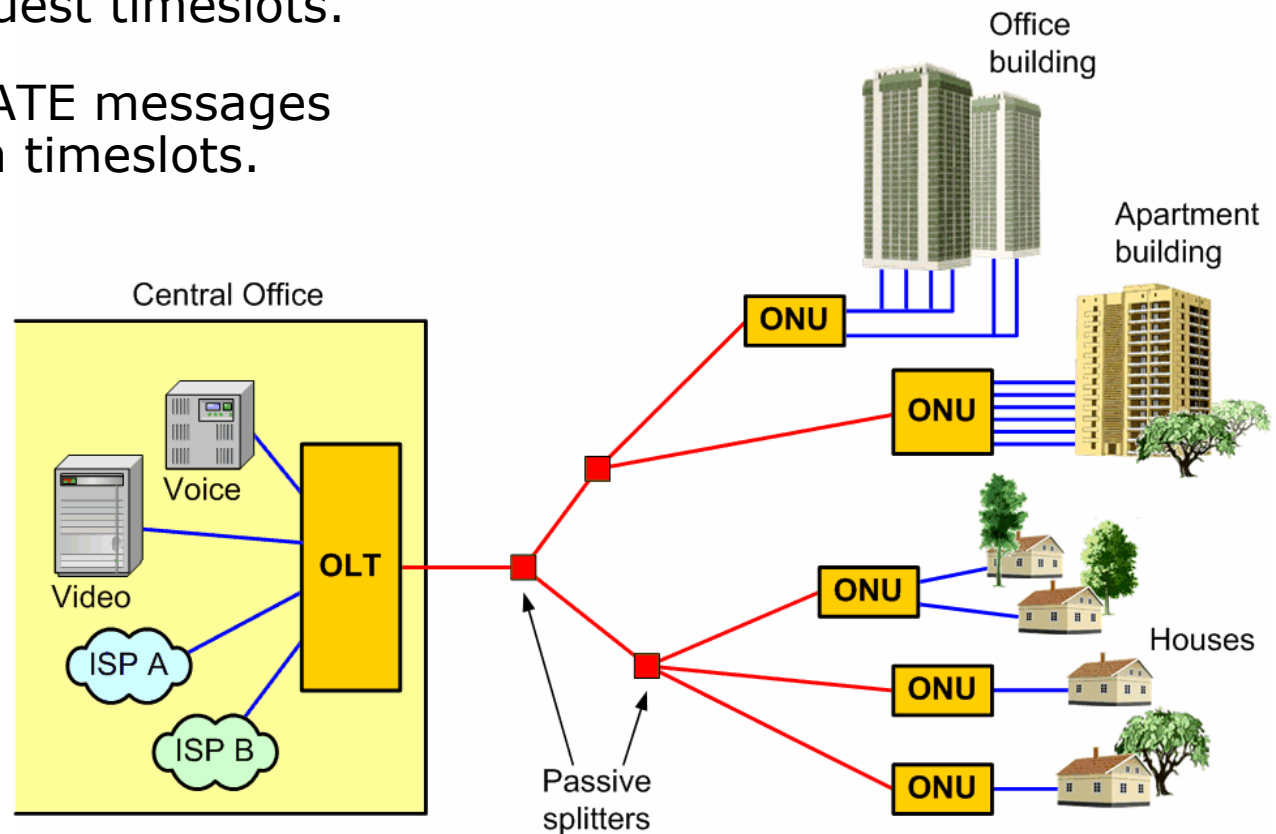 uest timeslots.
ATE messages
timeslots.
Office
building
Apartment
building
Central Office
ONU
ONU
Voice
OLT
Video
ONU
Houses
ISP A
ONU
ISP B
ONU
Passive
splitters